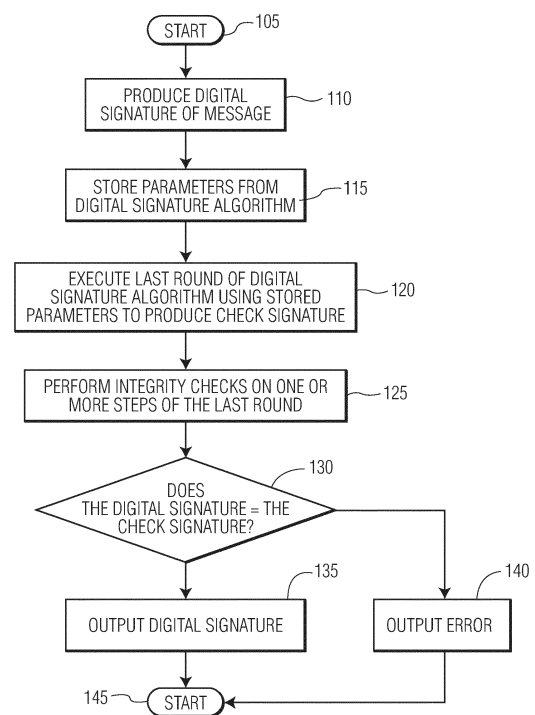 START
105
PRODUCE DIGITAL
SIGNATURE OF MESSAGE
110
STORE PARAMETERS FROM
DIGITAL SIGNATURE ALGORITHM
115
EXECUTE LAST ROUND OF DIGITAL
SIGNATURE ALGORITHM USING STORED
PARAMETERS TO PRODUCE CHECK SIGNATURE
120
PERFORM INTEGRITY CHECKS ON ONE OR
MORE STEPS OF THE LAST ROUND
125
130
DOES
THE DIGITAL SIGNATURE = THE
CHECK SIGNATURE?
135
OUTPUT DIGITAL SIGNATURE
140
OUTPUT ERROR
145
START